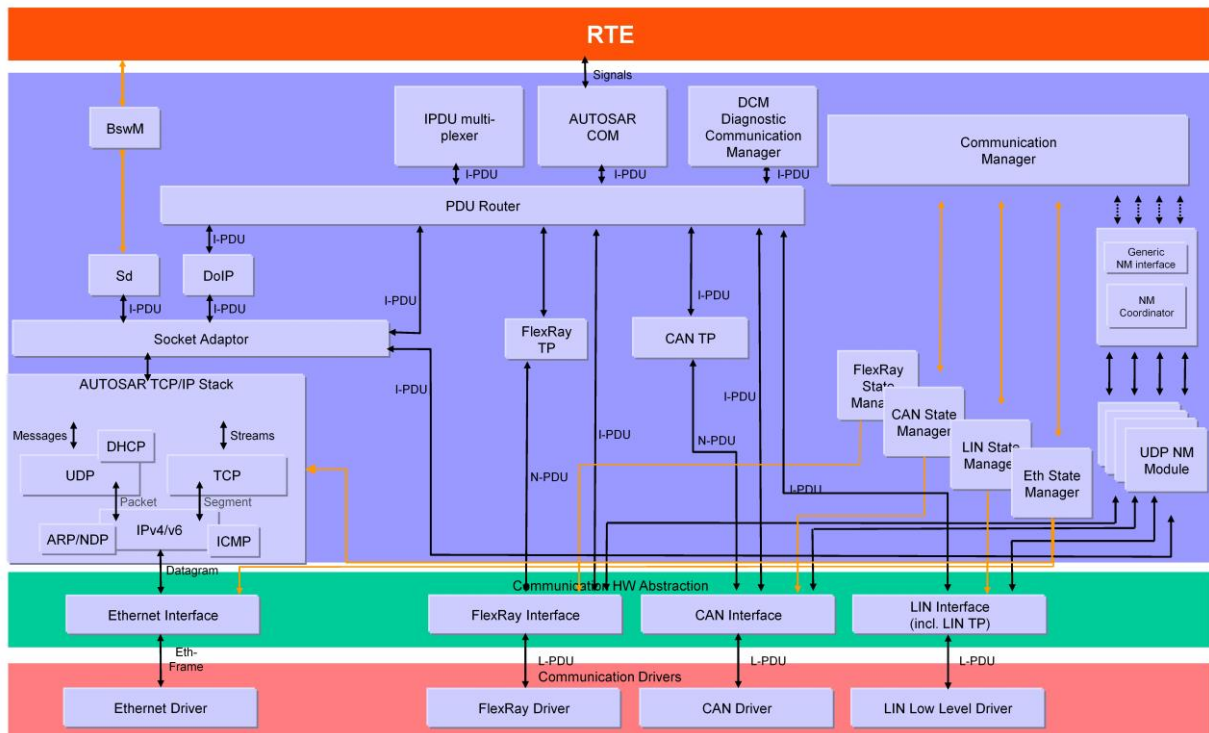 RTE
Signals
BswM
IPDU multi-
plexer
AUTOSAR
COM
DCM
Diagnostic
Communication
Manager
Communication
Manager
I-PDU
I-PDU
I-PDU
PDU Router
I-PDU
Generic
NM interface
NM
Coordinator
Sd
DoIP
I-PDU
I-PDU
I-PDU
I-PDU
Socket Adaptor
FlexRay
TP
CAN TP
AUTOSAR TCP/IP Stack
I-PDU
I-PDU
FlexRay
State
Manager
CAN State
Manager
LIN State
Manager
Eth State
Manager
UDP NM
Module
Messages
Streams
DHCP
UDP
TCP
I-PDU
N-PDU
N-PDU
I-PDU
Packet
Segment
IPv4/v6
ARP/NDP
ICMP
Datagram
Communication HW Abstraction
Ethernet Interface
FlexRay Interface
CAN Interface
LIN Interface
(incl. LIN TP)
Eth-
Frame
L-PDU
L-PDU
L-PDU
Communication Drivers
Ethernet Driver
FlexRay Driver
CAN Driver
LIN Low Level Driver